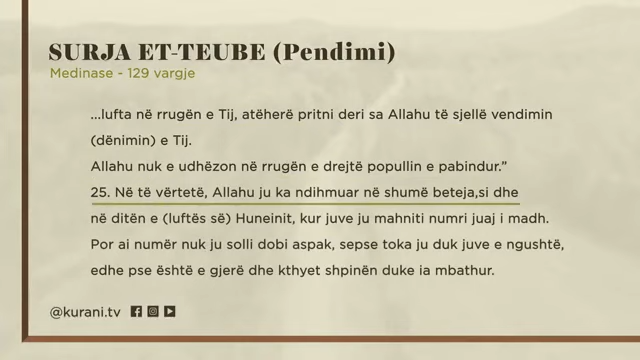 SURJA ET-TEUBE (Pendimi)
Medinase - 129 vargje
...lufta në rrugën e Tij, atëherë pritni deri sa Allahu të sjellë vendimin
(dënimin) e Tij.
Allahu nuk e udhëzon në rrugën e drejtë popullin e pabindur.”
25. Në të vërtetë, Allahu ju ka ndihmuar në shumë beteja,si dhe
në ditën e (luftës së) Huneinit, kur juve ju mahniti numri juaj i madh.
Por ai numër nuk ju solli dobi aspak, sepse toka ju duk juve e ngushtë,
edhe pse është e gjerë dhe kthyet shpinën duke ia mbathur.
@kurani.tv